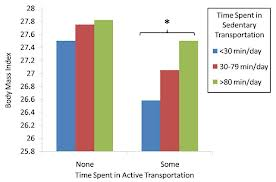 28
27.8
27.6
27.4
27.2
27
26.8
26.6
26.4
26.2
26
25.8
Body Mass Index
*
None
Some
Time Spent in Active Transportation
Time Spent in
Sedentary
Transportation
<30 min/day
30-79 min/day
>80 min/day